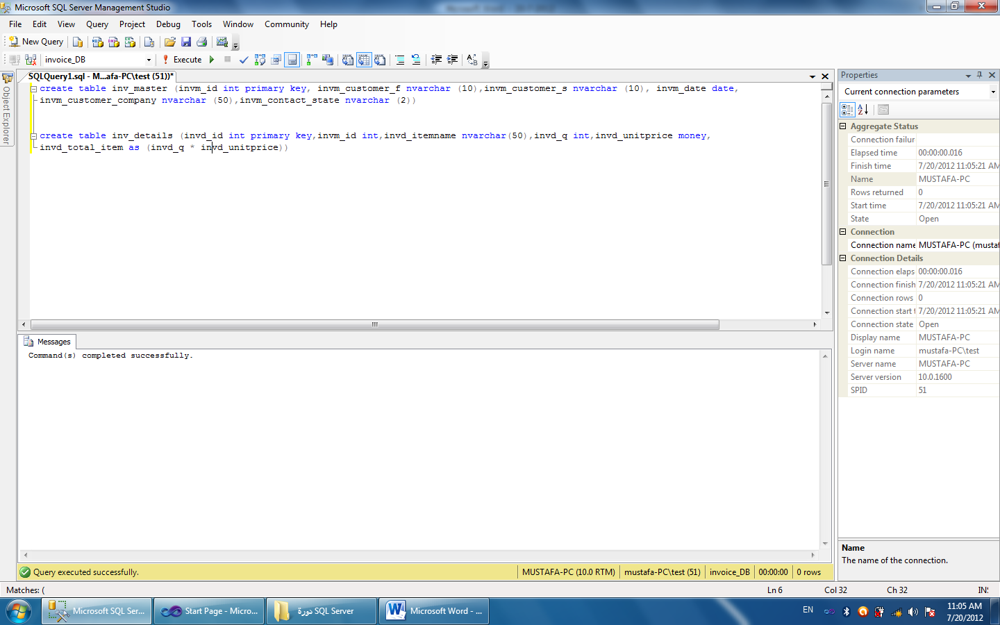 Microsoft SQL Server Management Studio
File Edit View Query Project Debug Tools Window Community Help
New Query
invoice_DB Execute
Object Explorer
SQLQuery1.sql - M...afa-PC\test (51))*
create table inv_master (invm_id int primary key, invm_customer_f nvarchar (10),invm_customer_s nvarchar (10), invm_date date,
invm_customer_company nvarchar (50),invm_contact_state nvarchar (2))
create table inv_details (invd_id int primary key,invm_id int,invd_itemname nvarchar(50),invd_q int,invd_unitprice money,
invd_total_item as (invd_q * invd_unitprice))
Messages
Command(s) completed successfully.
Query executed successfully. MUSTAFA-PC (10.0 RTM) mustafa-PC\test (51) invoice_DB 00:00:00 0 rows
Properties
Current connection parameters
Aggregate Status
Connection failur
Elapsed time 00:00:00.016
Finish time 7/20/2012 11:05:21 AM
Name MUSTAFA-PC
Rows returned 0
Start time 7/20/2012 11:05:21 AM
State Open
Connection
Connection name MUSTAFA-PC (mustaf
Connection Details
Connection elaps 00:00:00.016
Connection finish 7/20/2012 11:05:21 AM
Connection rows 0
Connection start t 7/20/2012 11:05:21 AM
Connection state Open
Display name MUSTAFA-PC
Login name mustafa-PC\test
Server name MUSTAFA-PC
Server version 10.0.1600
SPID 51
Name
The name of the connection.
Matches: ( Ln 6 Col 32 Ch 32 INS
Microsoft SQL Ser... Start Page - Micro... دورة SQL Server Microsoft Word - ... EN 11:05 AM
7/20/2012